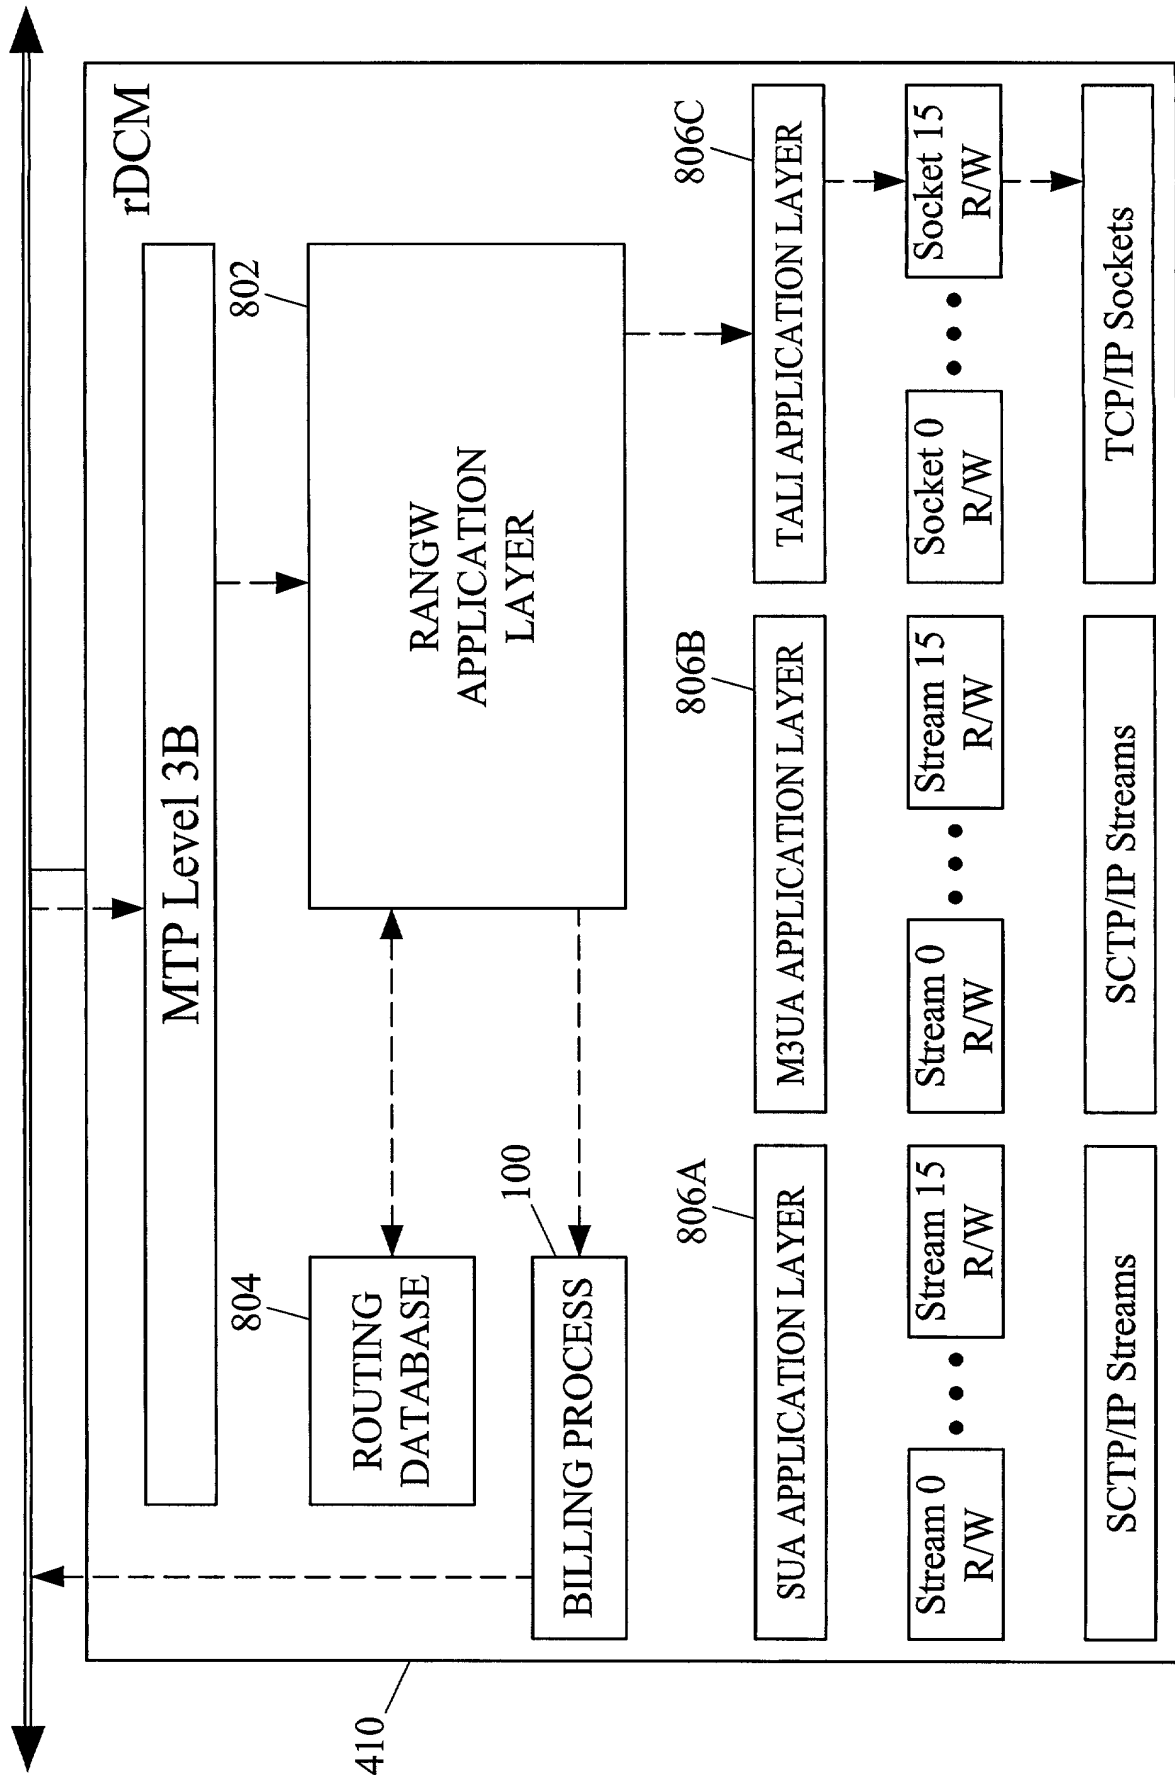 rDCM
410
MTP Level 3B
804
ROUTING
DATABASE
802
RANGW
APPLICATION
LAYER
100
BILLING PROCESS
806A
SUA APPLICATION LAYER
806B
M3UA APPLICATION LAYER
806C
TALI APPLICATION LAYER
Stream 0
R/W
Stream 15
R/W
Stream 0
R/W
Stream 15
R/W
Socket 0
R/W
Socket 15
R/W
SCTP/IP Streams
SCTP/IP Streams
TCP/IP Sockets